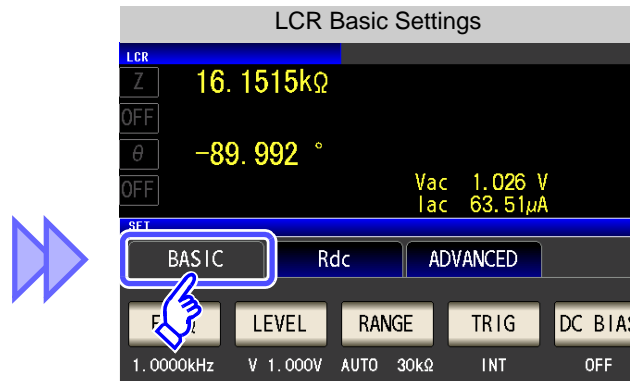 LCR Basic Settings
LCR
Z 16.1515kΩ
OFF
θ -89.992 °
OFF
Vac 1.026 V
Iac 63.51μA
SET
BASIC Rdc ADVANCED
LEVEL RANGE TRIG DC BIAS
1.0000kHz V 1.000V AUTO 30kΩ INT OFF